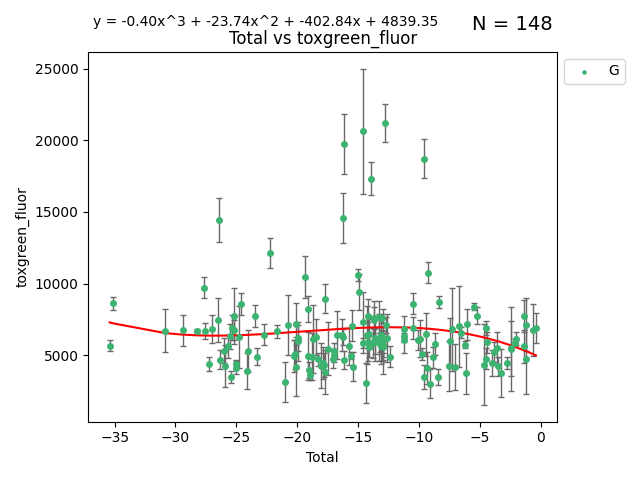 y = -0.40x^3 + -23.74x^2 + -402.84x + 4839.35
N = 148
Total vs toxgreen_fluor
G
25000
20000
15000
10000
5000
toxgreen_fluor
−35 −30 −25 −20 −15 −10 −5 0
Total